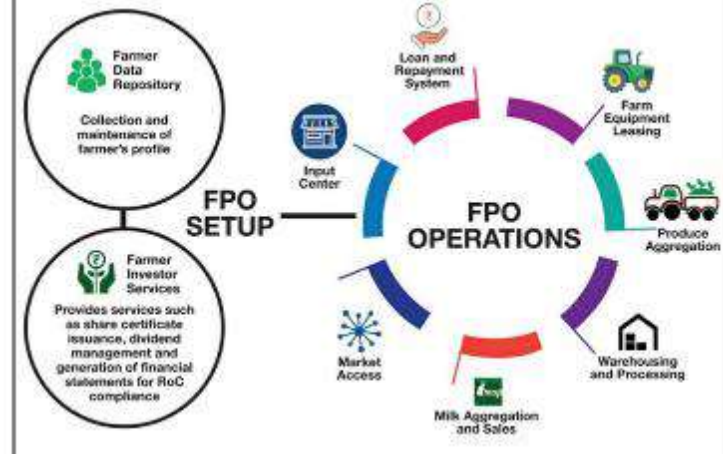 Farmer
Data
Repository
Collection and
maintenance of
farmer's profile
FPO
SETUP
Farmer
Investor
Services
Provides services such
as share certificate
issuance, dividend
management and
generation of financial
statements for RoC
compliance
FPO
OPERATIONS
Loan and
Repayment
System
Farm
Equipment
Leasing
Produce
Aggregation
Warehousing
and Processing
Milk Aggregation
and Sales
Market
Access
Input
Center